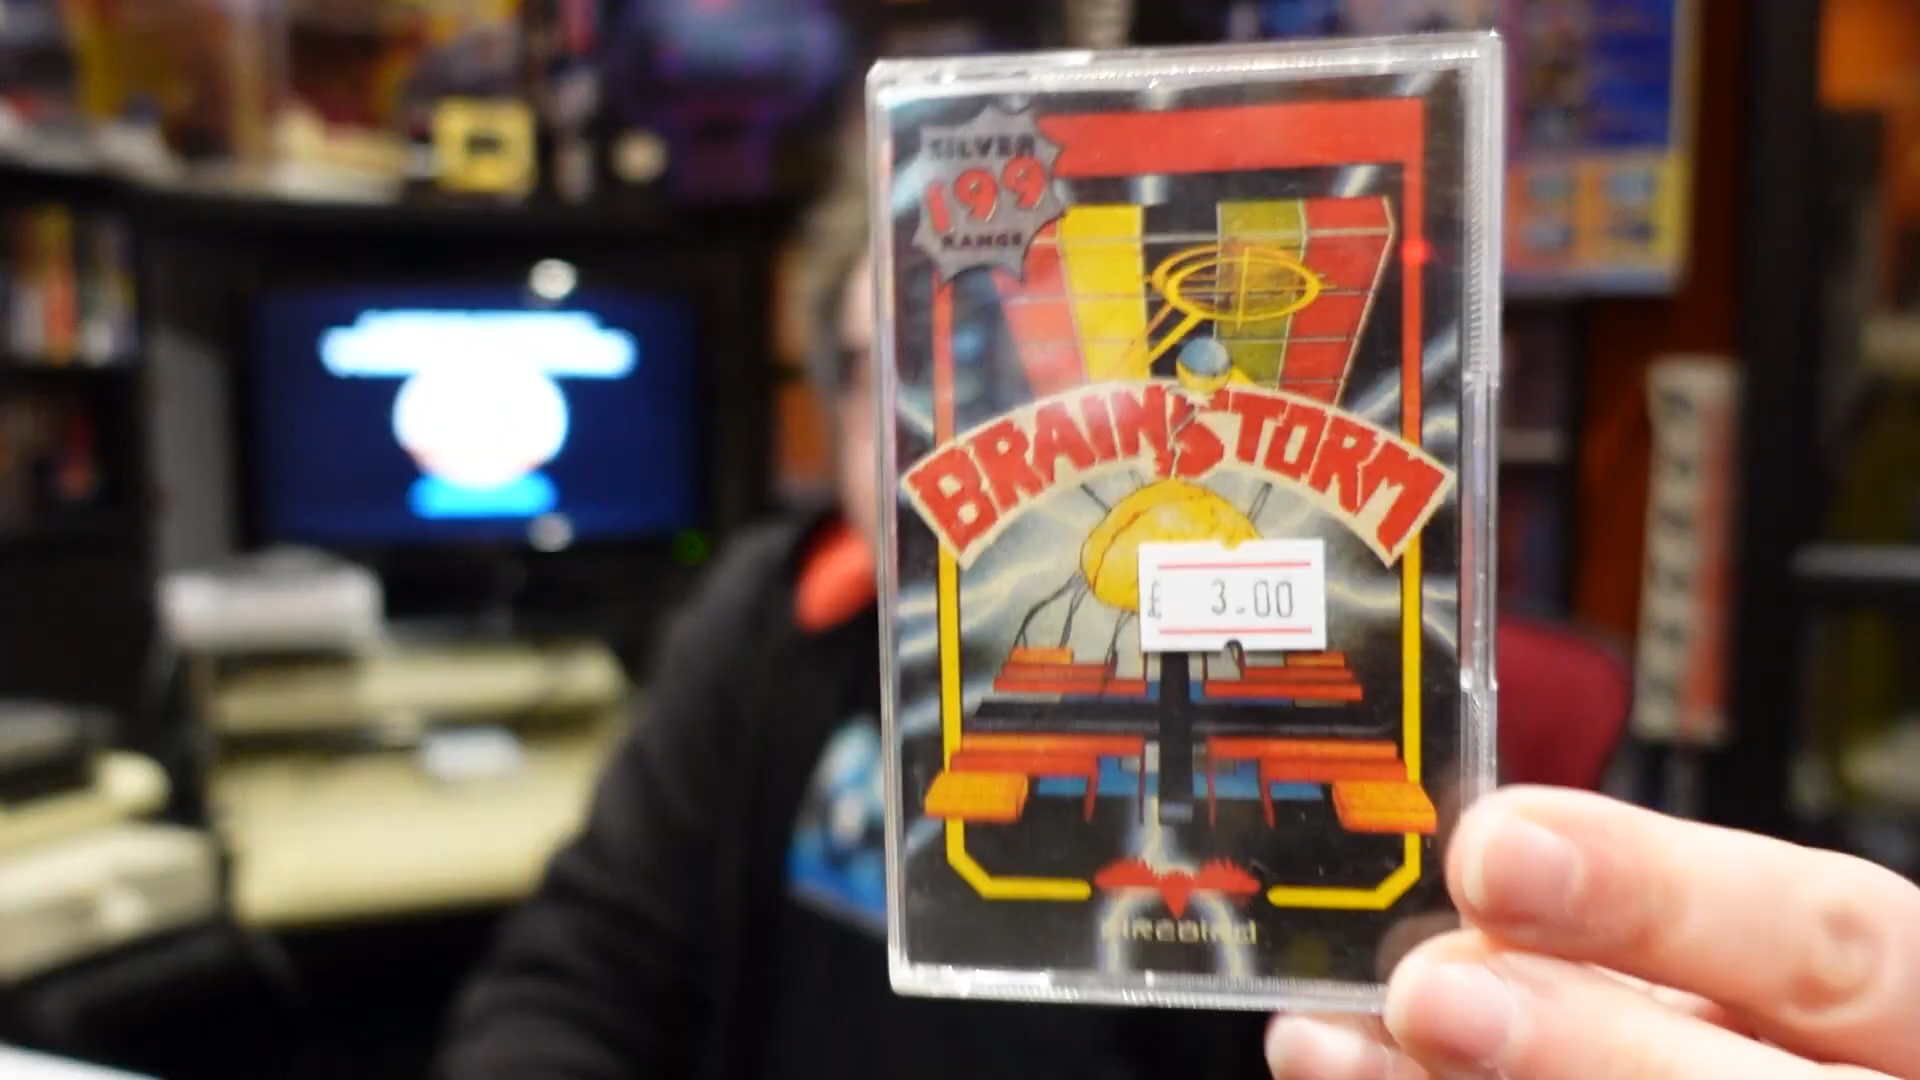 SILVER
199
RANGE
BRAINSTORM
£ 3.00
FIREBIRD